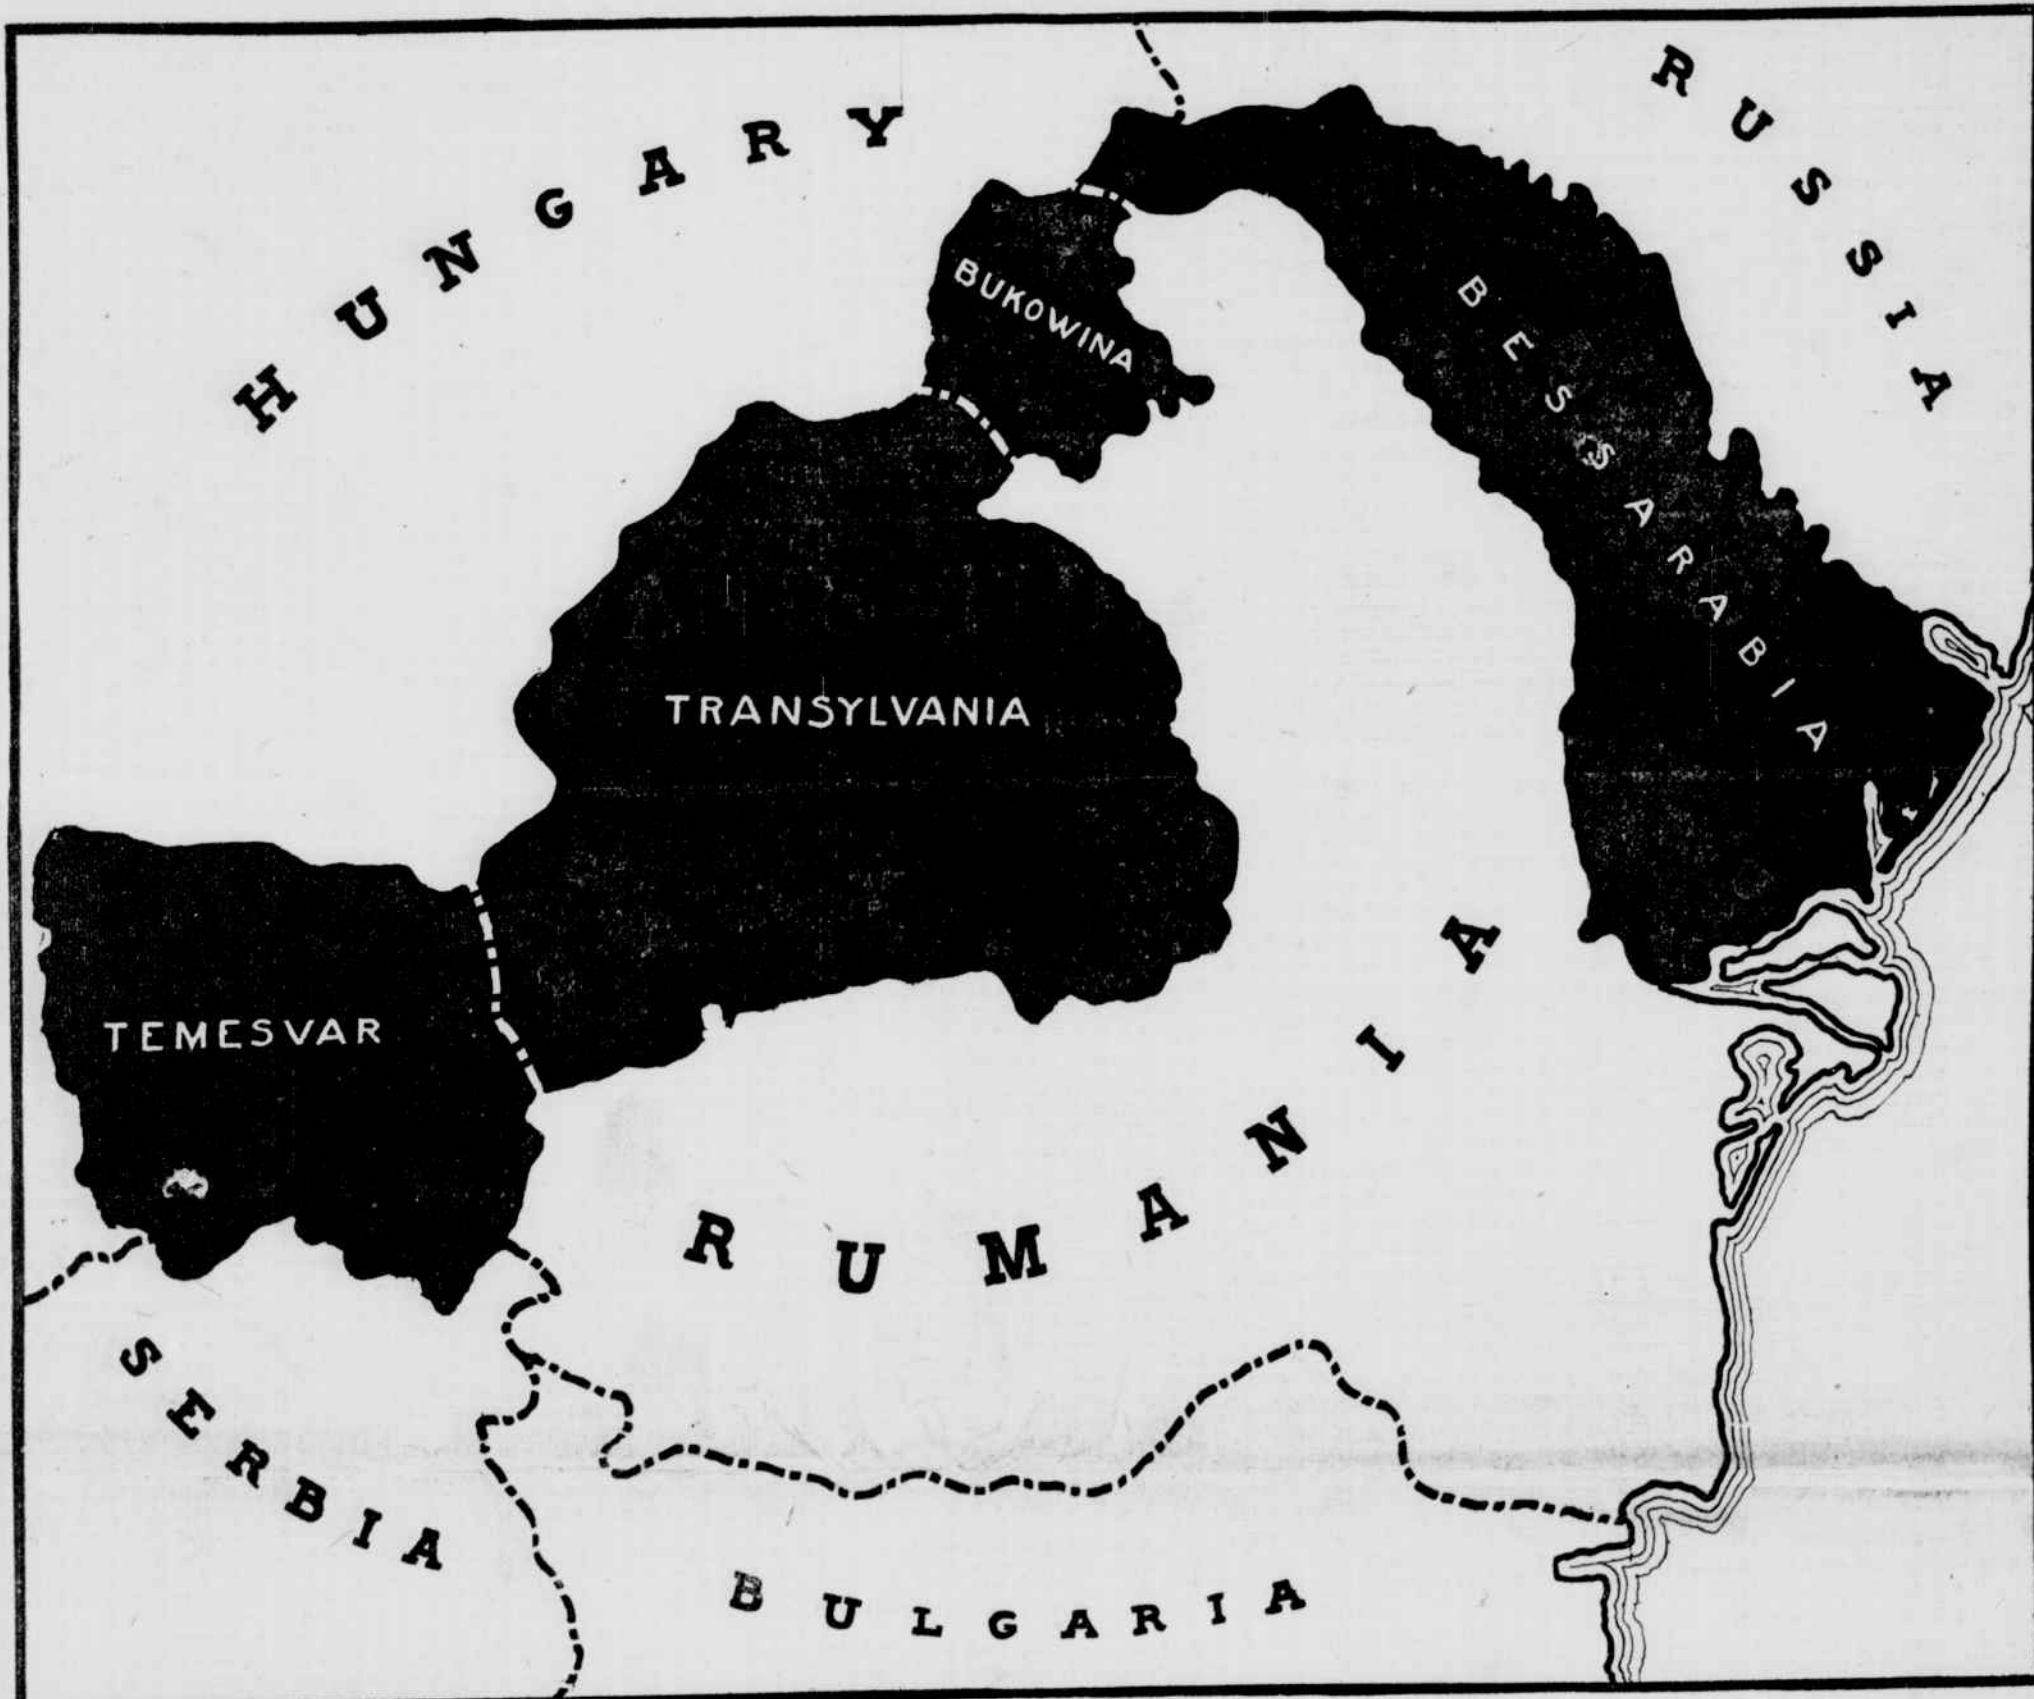 HUNGARY
RUSSIA
BUKOWINA
BESSARABIA
TRANSYLVANIA
TEMESVAR
RUMANIA
SERBIA
BULGARIA